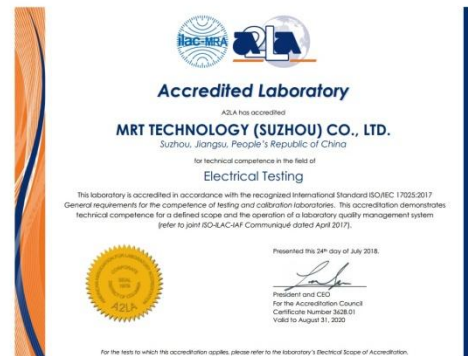 ilac-MRA
A2LA
Accredited Laboratory
A2LA has accredited
MRT TECHNOLOGY (SUZHOU) CO., LTD.
Suzhou, Jiangsu, People's Republic of China
for technical competence in the field of
Electrical Testing
This laboratory is accredited in accordance with the recognized International Standard ISO/IEC 17025:2017
General requirements for the competence of testing and calibration laboratories. This accreditation demonstrates
technical competence for a defined scope and the operation of a laboratory quality management system
(refer to joint ISO-ILAC-IAF Communiqué dated April 2017).
Presented this 24th day of July 2018.
CORPORATE
SEAL
1978
A2LA
President and CEO
For the Accreditation Council
Certificate Number 3628.01
Valid to August 31, 2020
For the tests to which this accreditation applies, please refer to the laboratory's Electrical Scope of Accreditation.